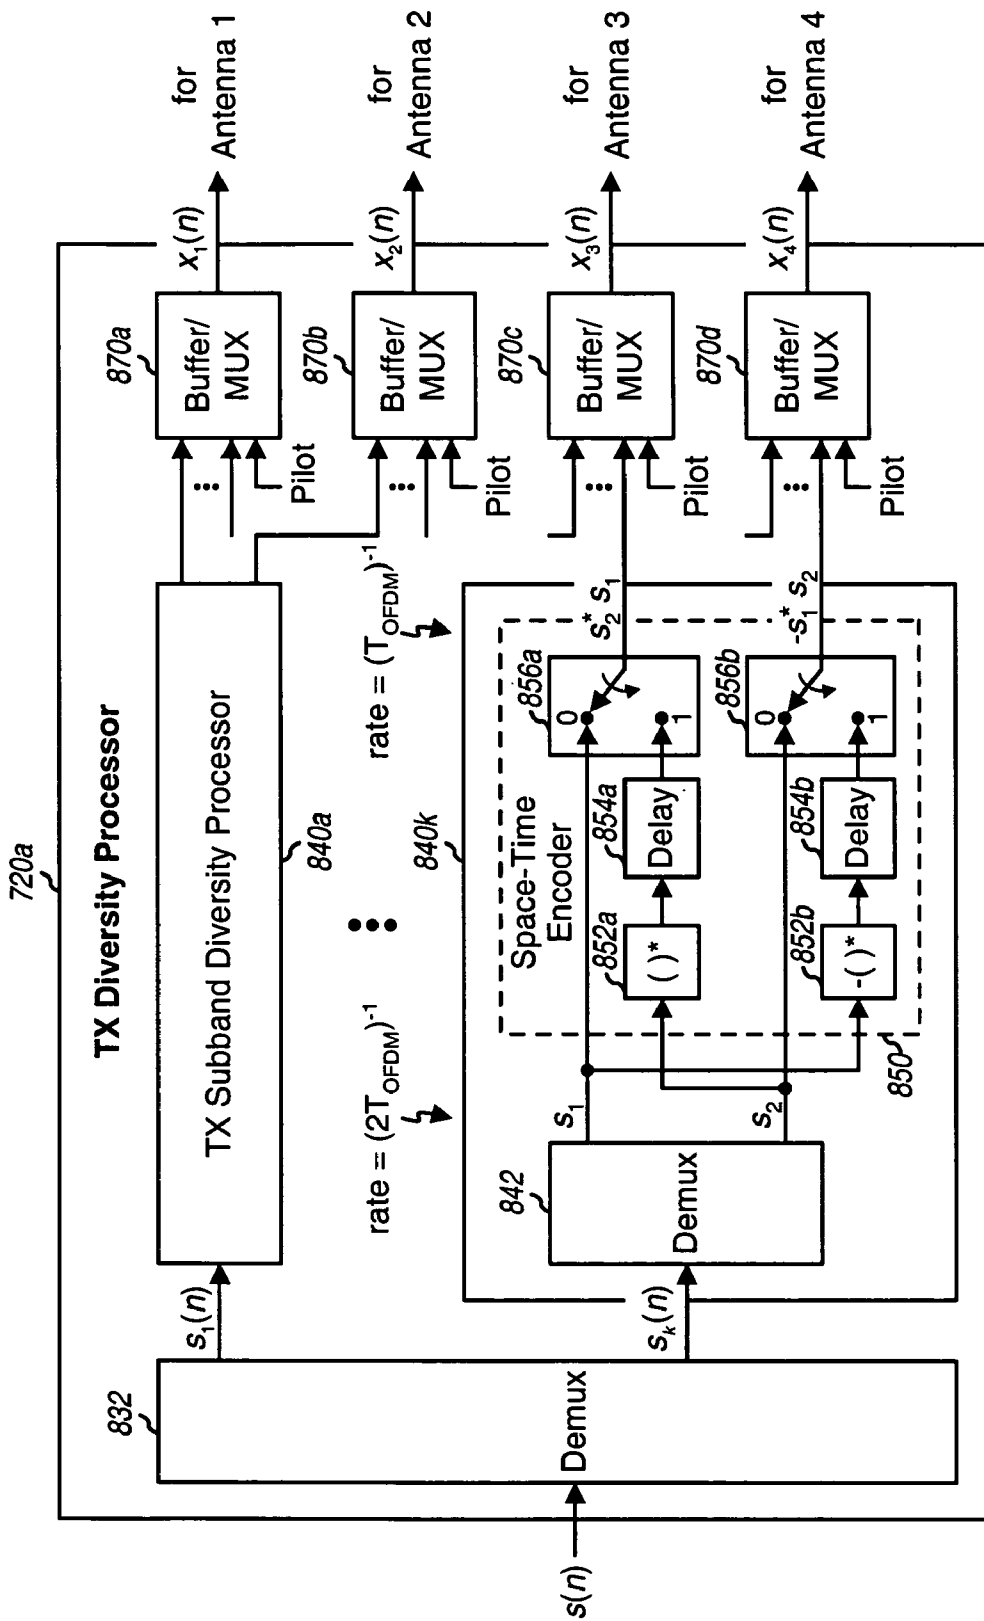 720a
TX Diversity Processor
832
Demux
s(n)
s₁(n)
sₖ(n)
TX Subband Diversity Processor
840a
rate = (2T_OFDM)⁻¹
rate = (T_OFDM)⁻¹
840k
842
Demux
s₁
s₂
Space-Time
Encoder
850
852a
( )*
854a
Delay
856a
0
1
852b
-( )*
854b
Delay
856b
0
1
s₂* s₁
-s₁* s₂
870a
Buffer/
MUX
Pilot
x₁(n)
for
Antenna 1
870b
Buffer/
MUX
Pilot
x₂(n)
for
Antenna 2
870c
Buffer/
MUX
Pilot
x₃(n)
for
Antenna 3
870d
Buffer/
MUX
Pilot
x₄(n)
for
Antenna 4